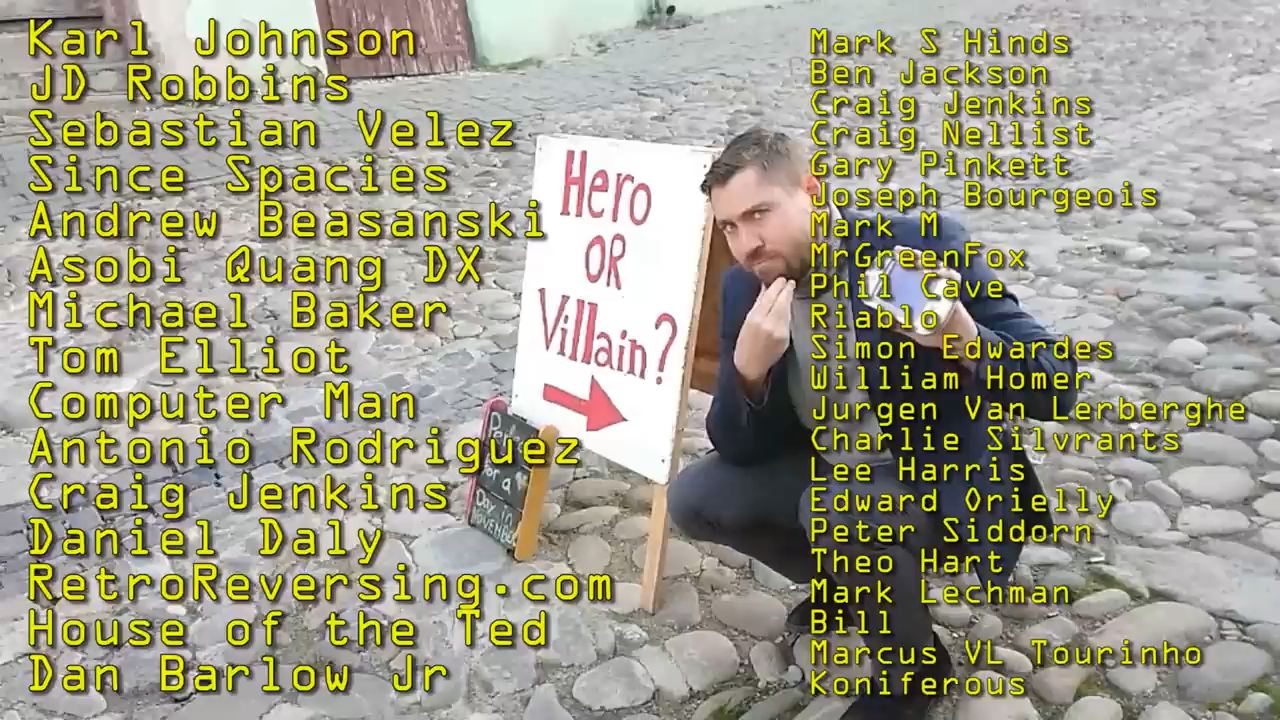 Karl Johnson
JD Robbins
Sebastian Velez
Since Spacies
Andrew Beasanski
Asobi Quang DX
Michael Baker
Tom Elliot
Computer Man
Antonio Rodriguez
Craig Jenkins
Daniel Daly
RetroReversing.com
House of the Ted
Dan Barlow Jr
Hero
OR
Villain?
for a
Day in
NOVEMBER
Mark S Hinds
Ben Jackson
Craig Jenkins
Craig Nellist
Gary Pinkett
Joseph Bourgeois
Mark M
MrGreenFox
Phil Cave
Riablo
Simon Edwardes
William Homer
Jurgen Van Lerberghe
Charlie Silvrants
Lee Harris
Edward Orielly
Peter Siddorn
Theo Hart
Mark Lechman
Bill
Marcus VL Tourinho
Koniferous